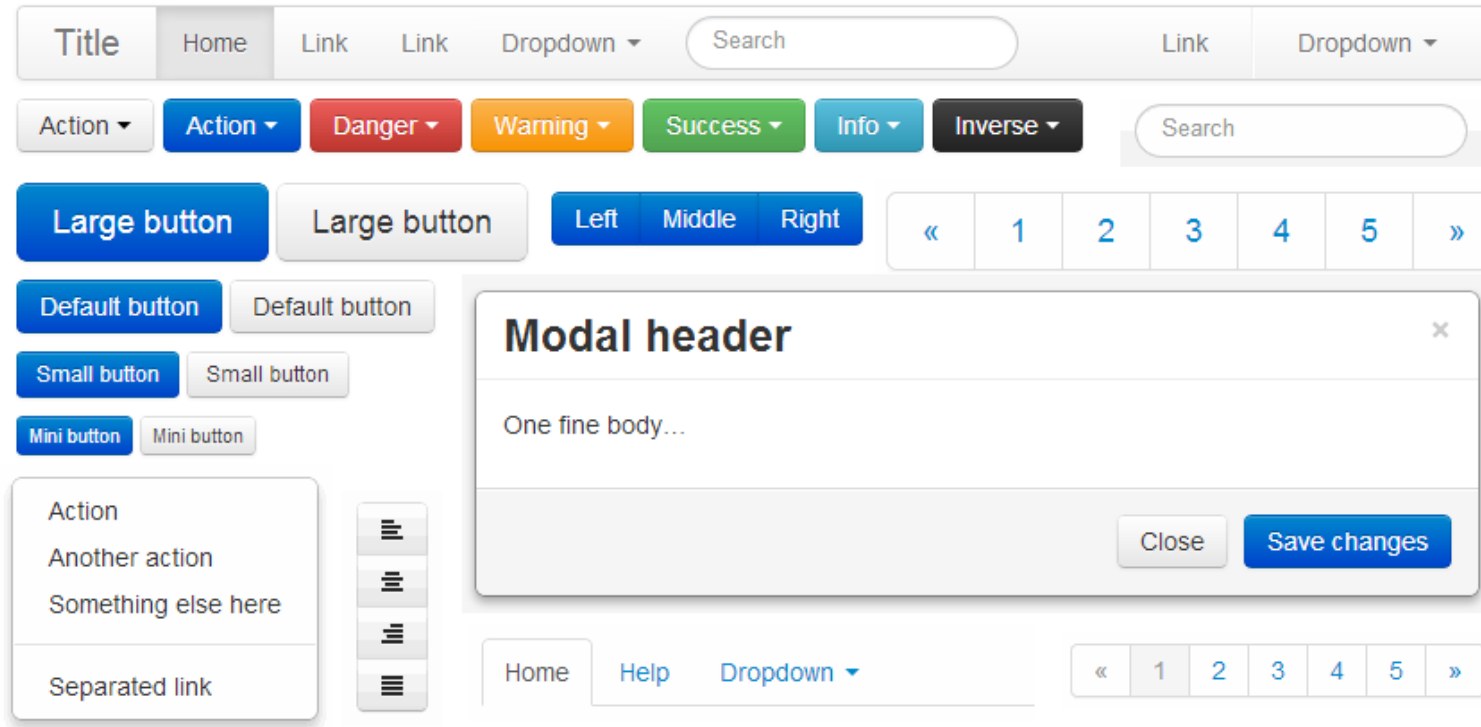 Title Home Link Link Dropdown Search Link Dropdown
Action Action Danger Warning Success Info Inverse Search
Large button Large button Left Middle Right « 1 2 3 4 5 »
Default button Default button
Small button Small button
Mini button Mini button
Modal header ×
One fine body...
Close Save changes
Action
Another action
Something else here
Separated link
Home Help Dropdown « 1 2 3 4 5 »